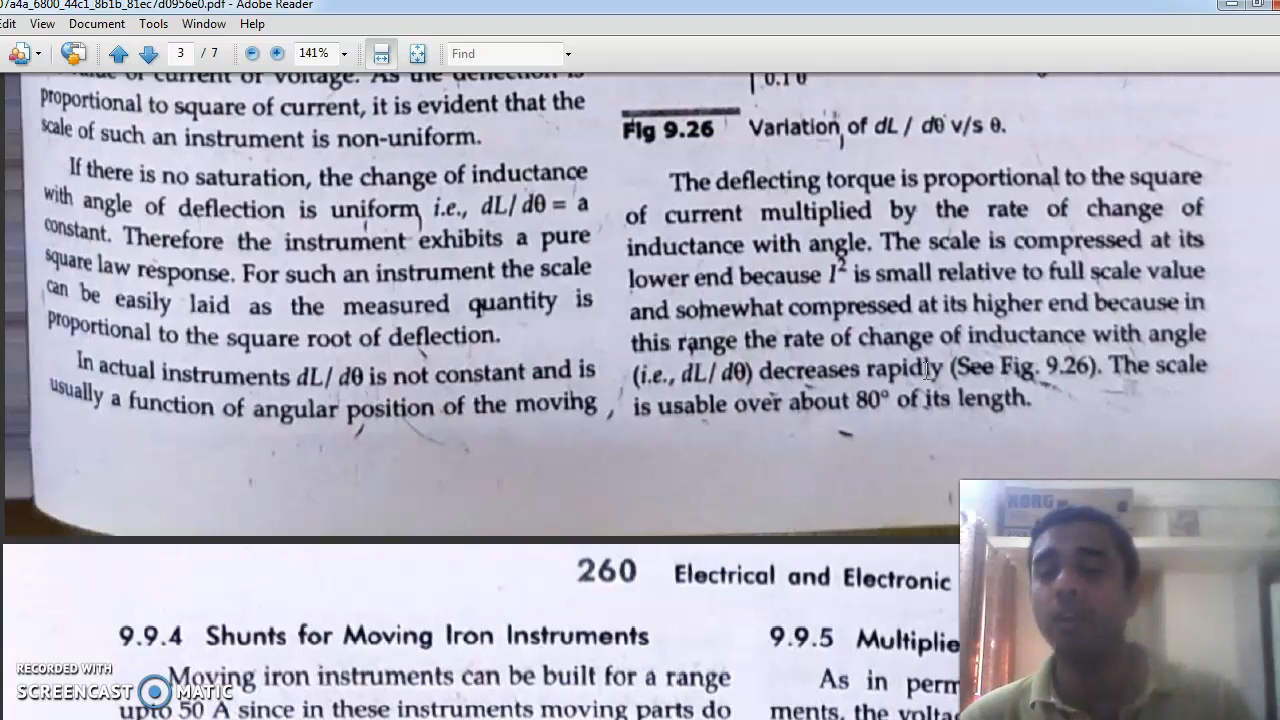 07a4a_6800_44c1_8b1b_81ec7d0956e0.pdf - Adobe Reader
Edit View Document Tools Window Help
3 / 7 141% Find
of current or voltage. As the deflection is
proportional to square of current, it is evident that the
scale of such an instrument is non-uniform.
If there is no saturation, the change of inductance
with angle of deflection is uniform i.e., dL/dθ = a
constant. Therefore the instrument exhibits a pure
square law response. For such an instrument the scale
can be easily laid as the measured quantity is
proportional to the square root of deflection.
In actual instruments dL/dθ is not constant and is
usually a function of angular position of the moving
0.1 θ
Fig 9.26 Variation of dL / dθ v/s θ.
The deflecting torque is proportional to the square
of current multiplied by the rate of change of
inductance with angle. The scale is compressed at its
lower end because I² is small relative to full scale value
and somewhat compressed at its higher end because in
this range the rate of change of inductance with angle
(i.e., dL/dθ) decreases rapidly (See Fig. 9.26). The scale
is usable over about 80° of its length.
260 Electrical and Electronic
9.9.4 Shunts for Moving Iron Instruments
Moving iron instruments can be built for a range
upto 50 A since in these instruments moving parts do
9.9.5 Multiplie
As in perm
ments, the volta
KORG
RECORDED WITH
SCREENCAST MATIC